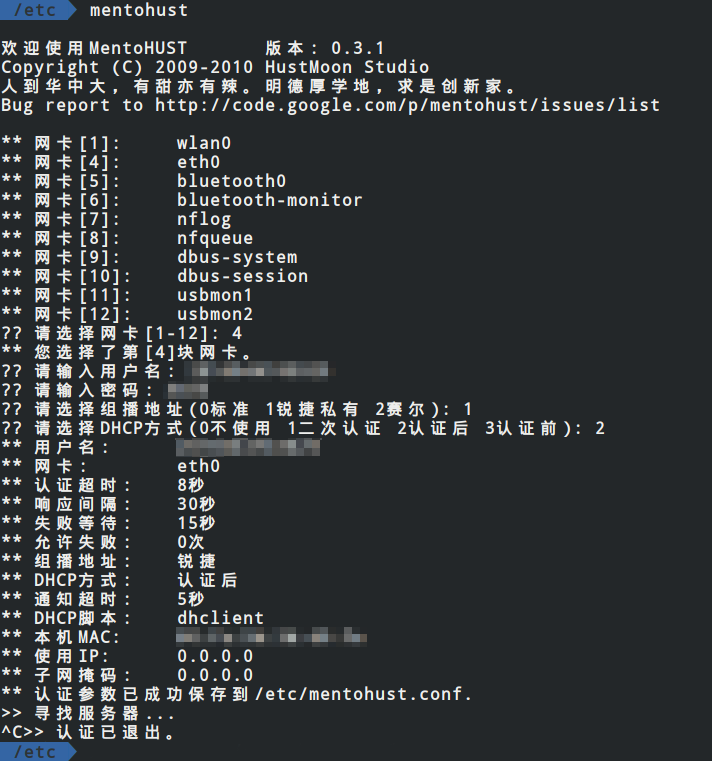 /etc mentohust
欢迎使用MentoHUST 版本: 0.3.1
Copyright (C) 2009-2010 HustMoon Studio
人到华中大，有甜亦有辣。明德厚学地，求是创新家。
Bug report to http://code.google.com/p/mentohust/issues/list
** 网卡[1]: wlan0
** 网卡[4]: eth0
** 网卡[5]: bluetooth0
** 网卡[6]: bluetooth-monitor
** 网卡[7]: nflog
** 网卡[8]: nfqueue
** 网卡[9]: dbus-system
** 网卡[10]: dbus-session
** 网卡[11]: usbmon1
** 网卡[12]: usbmon2
?? 请选择网卡[1-12]: 4
** 您选择了第[4]块网卡。
?? 请输入用户名:
?? 请输入密码:
?? 请选择组播地址(0标准 1锐捷私有 2赛尔): 1
?? 请选择DHCP方式(0不使用 1二次认证 2认证后 3认证前): 2
** 用户名:
** 网卡: eth0
** 认证超时: 8秒
** 响应间隔: 30秒
** 失败等待: 15秒
** 允许失败: 0次
** 组播地址: 锐捷
** DHCP方式: 认证后
** 通知超时: 5秒
** DHCP脚本: dhclient
** 本机MAC:
** 使用IP: 0.0.0.0
** 子网掩码: 0.0.0.0
** 认证参数已成功保存到/etc/mentohust.conf.
>> 寻找服务器...
^C>> 认证已退出。
/etc